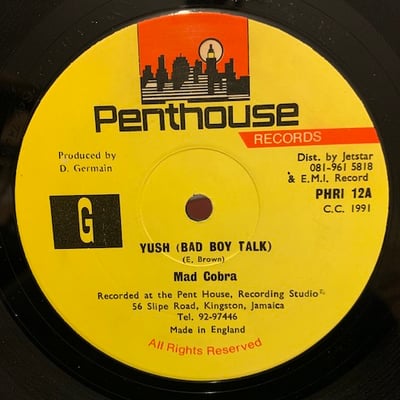 Penthouse
RECORDS
Produced by
D. Germain
Dist. by Jetstar
081-961 5818
& E.M.I. Record
PHRI 12A
C.C. 1991
G
YUSH (BAD BOY TALK)
(E, Brown)
Mad Cobra
Recorded at the Pent House, Recording Studio
56 Slipe Road, Kingston, Jamaica
Tel. 92-97446
Made in England
All Rights Reserved